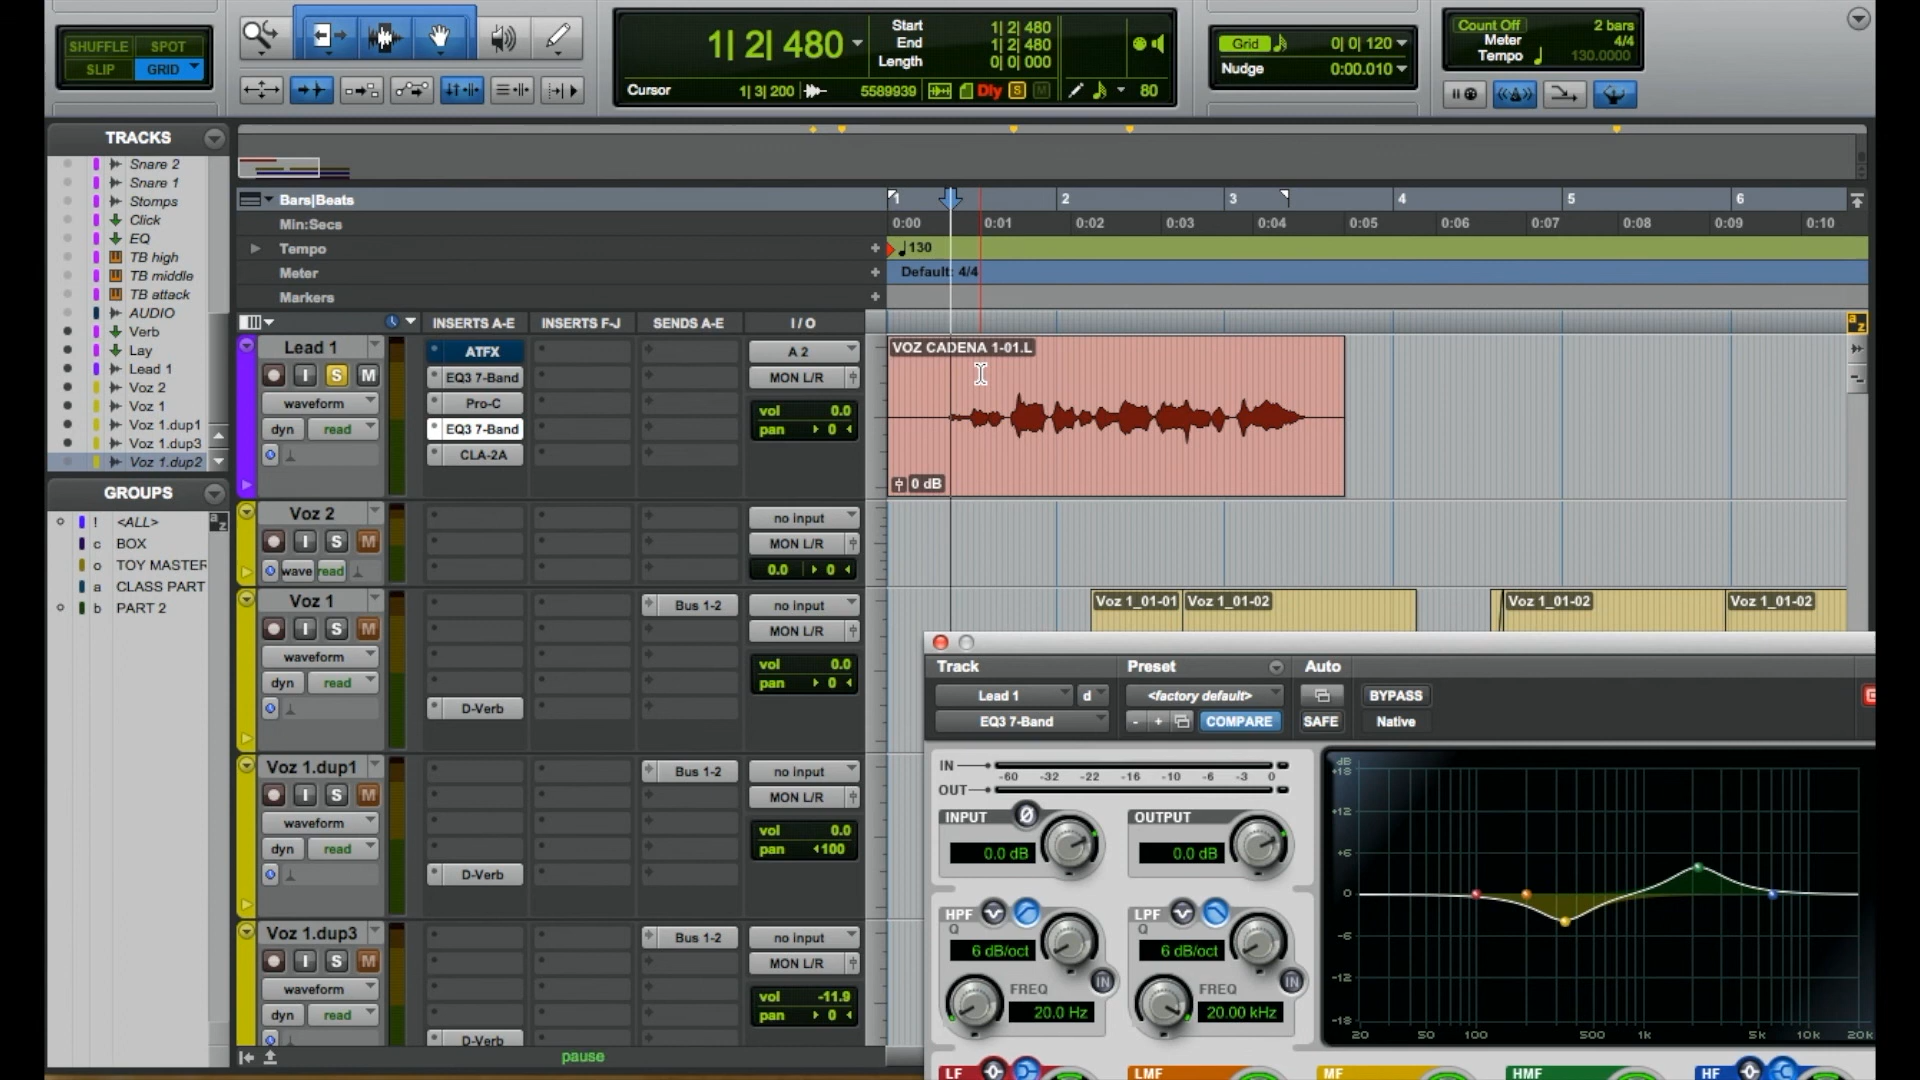 SHUFFLE SPOT
SLIP GRID
1| 2| 480
Start 1| 2| 480
End 1| 2| 480
Length 0| 0| 000
Cursor 1| 3| 200 5589939 Dly S M 80
Grid 0| 0| 120
Nudge 0:00.010
Count Off 2 bars
Meter 4/4
Tempo 130.0000
TRACKS
Snare 2
Snare 1
Stomps
Click
EQ
TB high
TB middle
TB attack
AUDIO
Verb
Lay
Lead 1
Voz 2
Voz 1
Voz 1.dup1
Voz 1.dup3
Voz 1.dup2
GROUPS
! <ALL> a z
c BOX
o TOY MASTER
a CLASS PART
b PART 2
Bars|Beats 1 2 3 4 5 6
Min:Secs 0:00 0:01 0:02 0:03 0:04 0:05 0:06 0:07 0:08 0:09 0:10
Tempo + 130
Meter + Default: 4/4
Markers +
INSERTS A-E INSERTS F-J SENDS A-E I / O
a z
Lead 1
I S M
waveform
dyn read
ATFX
EQ3 7-Band
Pro-C
EQ3 7-Band
CLA-2A
A 2
MON L/R
vol 0.0
pan 0
VOZ CADENA 1-01.L
0 dB
Voz 2
I S M
wave read
no input
MON L/R
0.0 0
Voz 1
I S M
waveform
dyn read
D-Verb
Bus 1-2
no input
MON L/R
vol 0.0
pan 0
Voz 1_01-01 Voz 1_01-02 Voz 1_01-02 Voz 1_01-02
Voz 1.dup1
I S M
waveform
dyn read
D-Verb
Bus 1-2
no input
MON L/R
vol 0.0
pan 100
Voz 1.dup3
I S M
waveform
dyn read
D-Verb
Bus 1-2
no input
MON L/R
vol -11.9
pan 0
pause
Track Preset Auto
Lead 1 d <factory default> BYPASS
EQ3 7-Band - + COMPARE SAFE Native
IN
-60 -32 -22 -16 -10 -6 -3 0
OUT
INPUT Ø OUTPUT
0.0 dB 0.0 dB
HPF LPF
Q Q
6 dB/oct 6 dB/oct
IN IN
FREQ FREQ
20.0 Hz 20.00 kHz
LF LMF MF HMF HF
dB
+18
+12
+6
0
-6
-12
-18
20 50 100 500 1k 5k 10k 20k